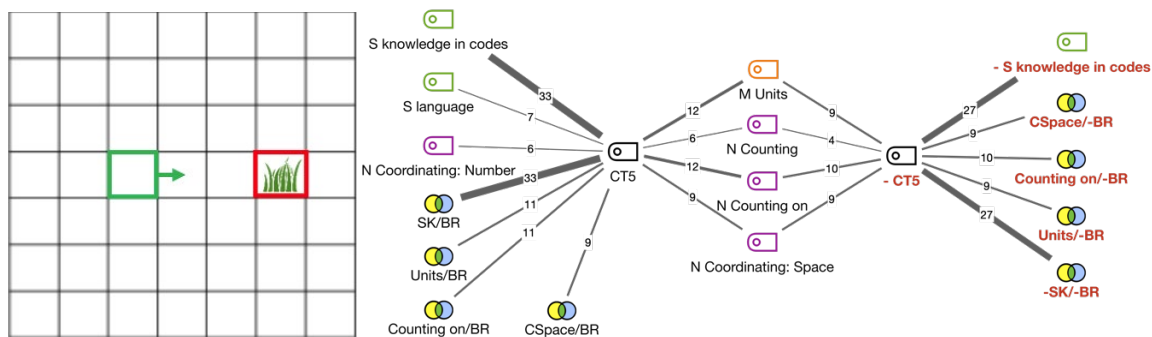 S knowledge in codes
33
S language
7
N Coordinating: Number
6
SK/BR
33
Units/BR
11
Counting on/BR
11
CSpace/BR
9
CT5
12
M Units
9
6
N Counting
4
12
N Counting on
10
9
N Coordinating: Space
9
- CT5
27
- S knowledge in codes
9
CSpace/-BR
10
Counting on/-BR
9
Units/-BR
27
-SK/-BR